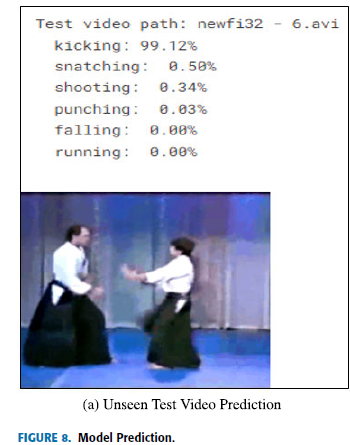 Test video path: newfi32 - 6.avi
kicking: 99.12%
snatching: 0.50%
shooting: 0.34%
punching: 0.03%
falling: 0.00%
running: 0.00%
(a) Unseen Test Video Prediction
FIGURE 8. Model Prediction.